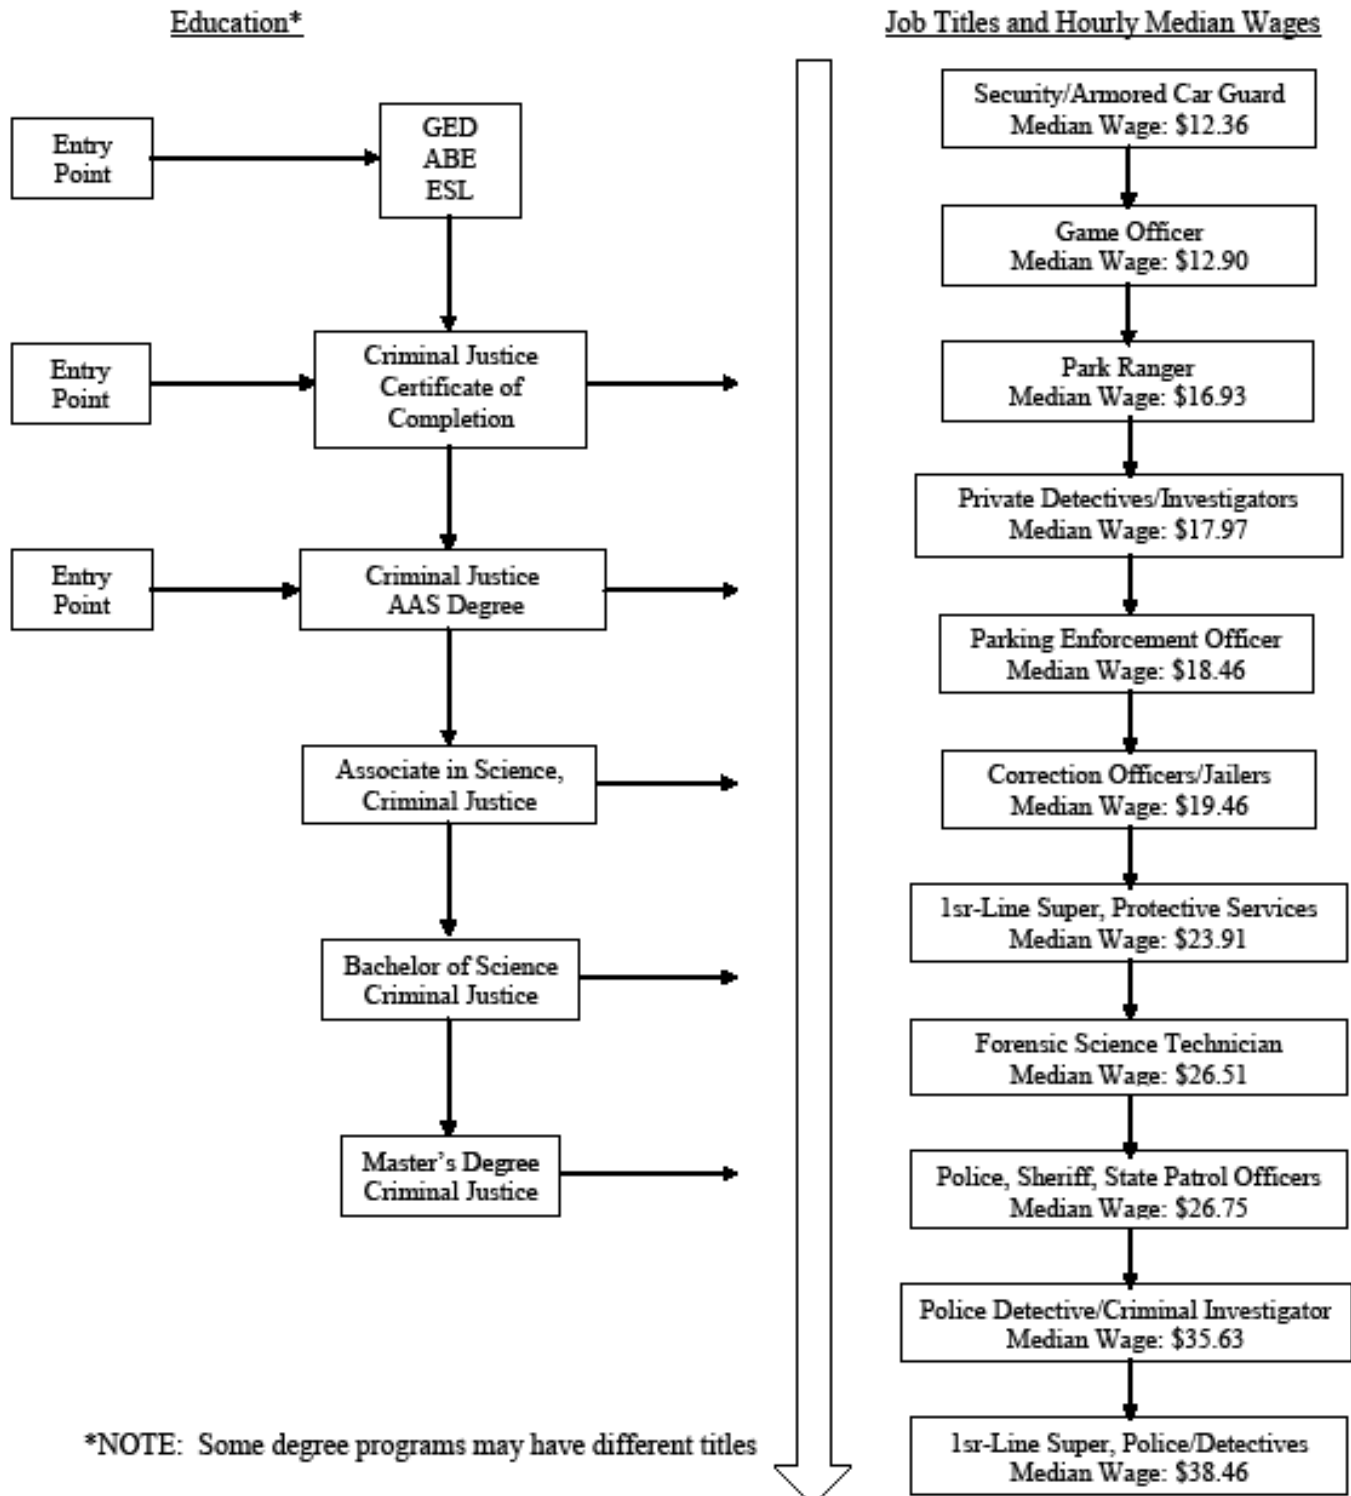 Education*
Entry
Point
GED
ABE
ESL
Entry
Point
Criminal Justice
Certificate of
Completion
Entry
Point
Criminal Justice
AAS Degree
Associate in Science,
Criminal Justice
Bachelor of Science
Criminal Justice
Master's Degree
Criminal Justice
*NOTE: Some degree programs may have different titles
Job Titles and Hourly Median Wages
Security/Armored Car Guard
Median Wage: $12.36
Game Officer
Median Wage: $12.90
Park Ranger
Median Wage: $16.93
Private Detectives/Investigators
Median Wage: $17.97
Parking Enforcement Officer
Median Wage: $18.46
Correction Officers/Jailers
Median Wage: $19.46
1sr-Line Super, Protective Services
Median Wage: $23.91
Forensic Science Technician
Median Wage: $26.51
Police, Sheriff, State Patrol Officers
Median Wage: $26.75
Police Detective/Criminal Investigator
Median Wage: $35.63
1sr-Line Super, Police/Detectives
Median Wage: $38.46